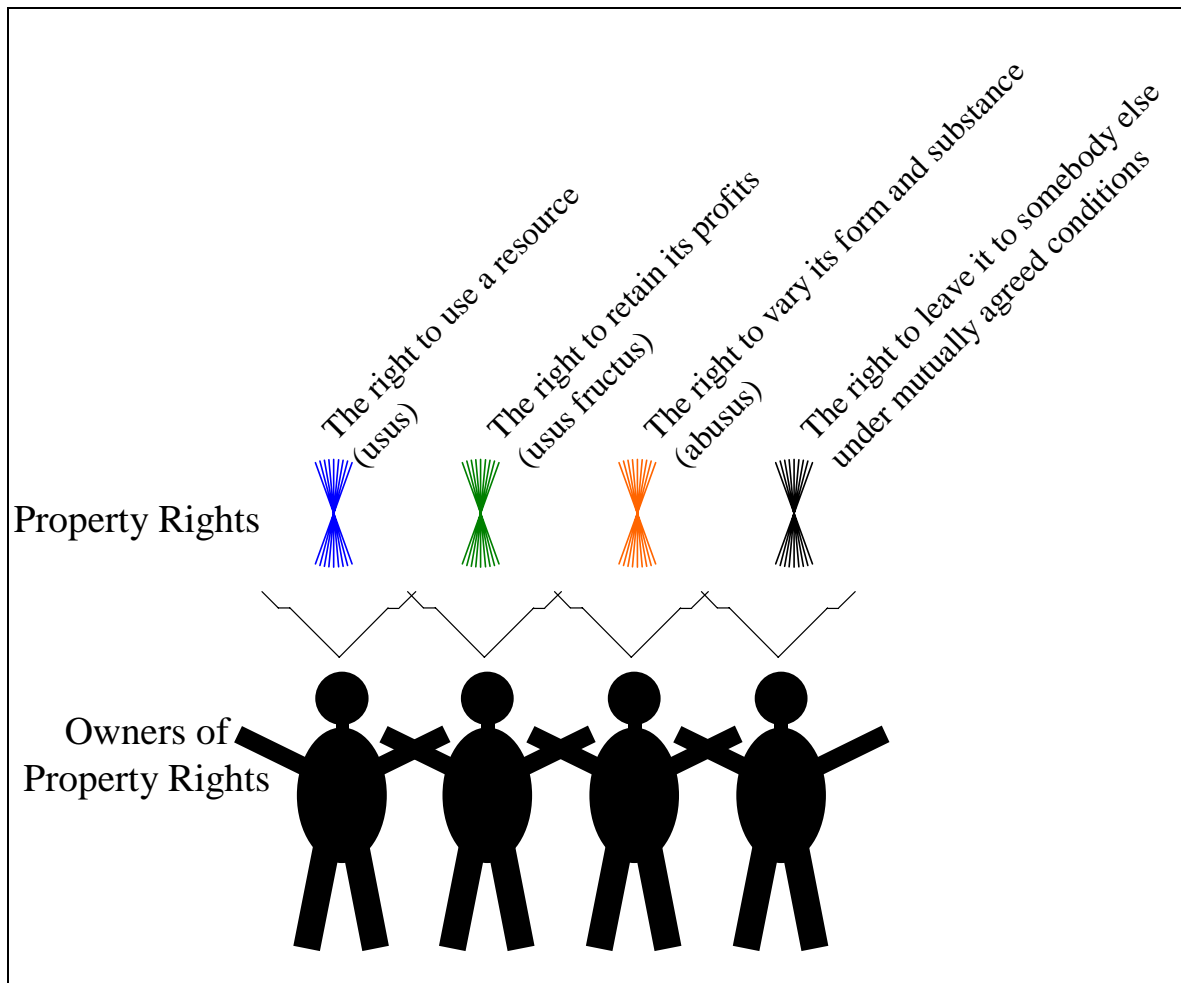 The right to use a resource
(usus)
The right to retain its profits
(usus fructus)
The right to vary its form and substance
(abusus)
The right to leave it to somebody else
under mutually agreed conditions
Property Rights
Owners of
Property Rights